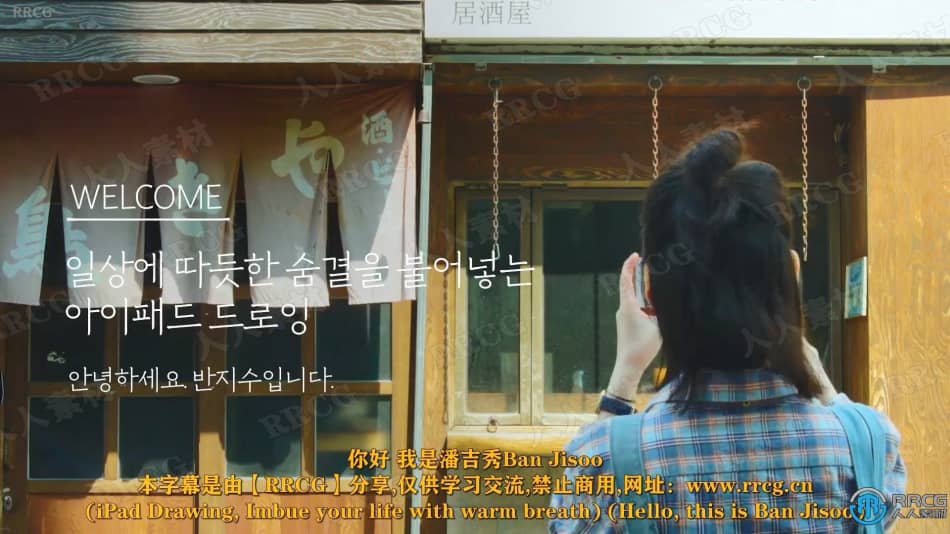 RRCG
居酒屋
酒
WELCOME
일상에 따듯한 숨결을 불어넣는
아이패드 드로잉
안녕하세요. 반지수입니다.
你好 我是潘吉秀Ban Jisoo
本字幕是由【RRCG】分享,仅供学习交流,禁止商用,网址：www.rrcg.cn
(iPad Drawing, Imbue your life with warm breath) (Hello, this is Ban Jisoo)
RRCG
人人素材